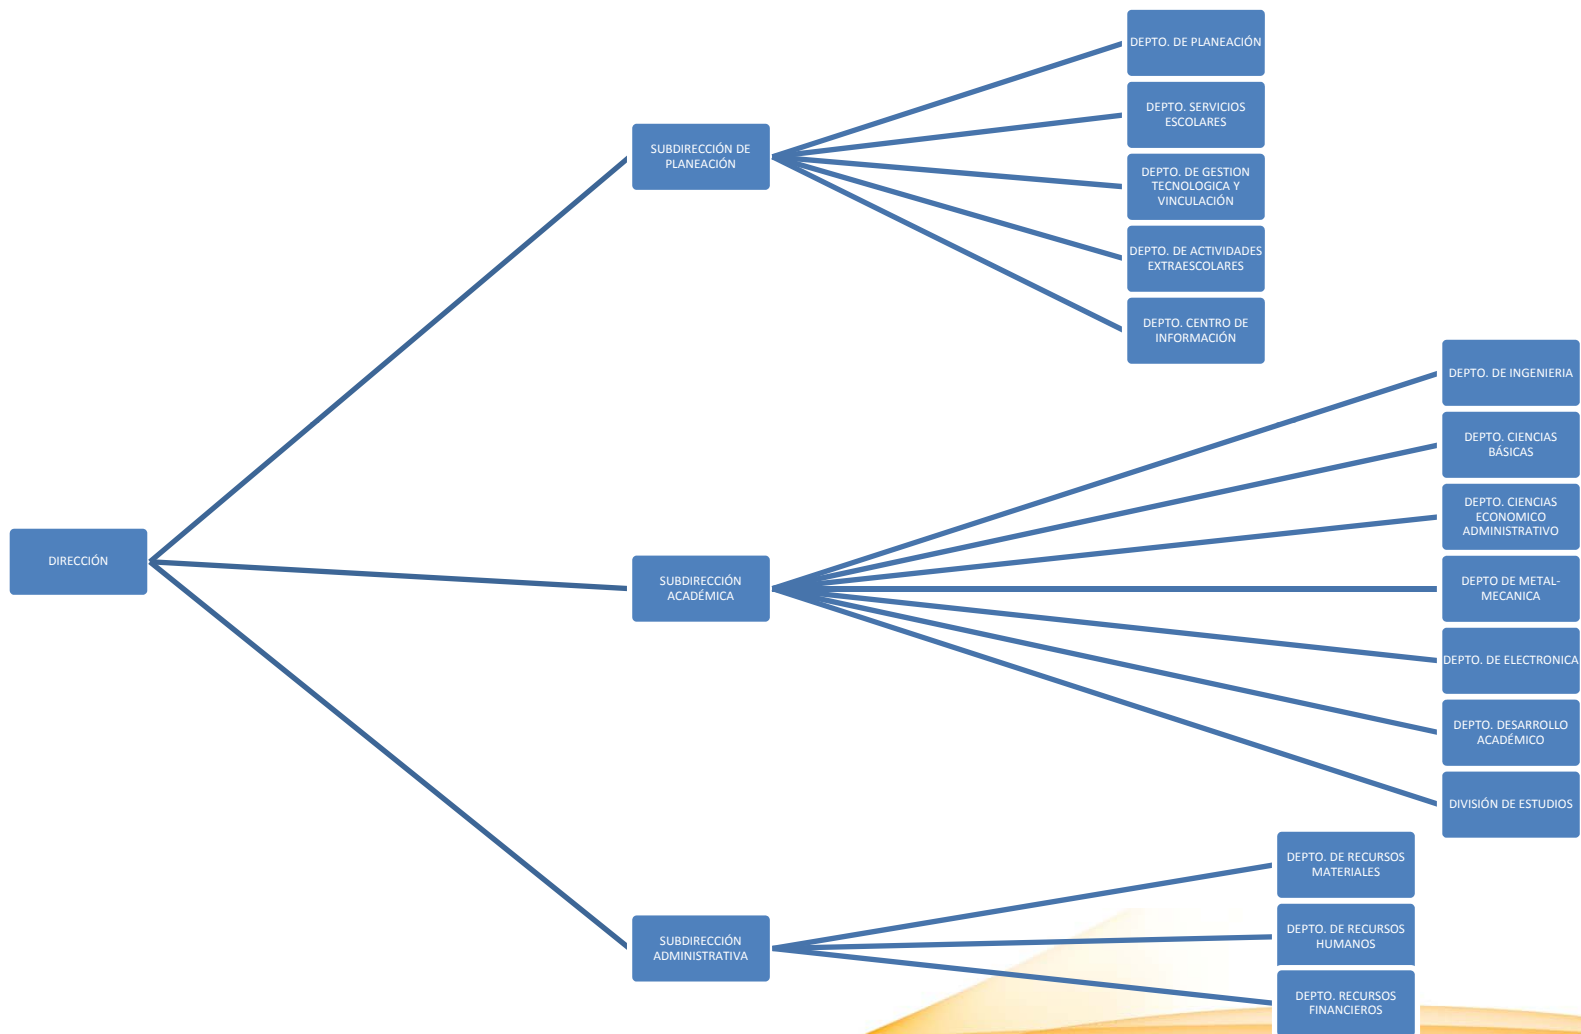 DIRECCIÓN
SUBDIRECCIÓN DE
PLANEACIÓN
DEPTO. DE PLANEACIÓN
DEPTO. SERVICIOS
ESCOLARES
DEPTO. DE GESTION
TECNOLOGICA Y
VINCULACIÓN
DEPTO. DE ACTIVIDADES
EXTRAESCOLARES
DEPTO. CENTRO DE
INFORMACIÓN
SUBDIRECCIÓN
ACADÉMICA
DEPTO. DE INGENIERIA
DEPTO. CIENCIAS
BÁSICAS
DEPTO. CIENCIAS
ECONOMICO
ADMINISTRATIVO
DEPTO DE METAL-
MECANICA
DEPTO. DE ELECTRONICA
DEPTO. DESARROLLO
ACADÉMICO
DIVISIÓN DE ESTUDIOS
SUBDIRECCIÓN
ADMINISTRATIVA
DEPTO. DE RECURSOS
MATERIALES
DEPTO. DE RECURSOS
HUMANOS
DEPTO. RECURSOS
FINANCIEROS